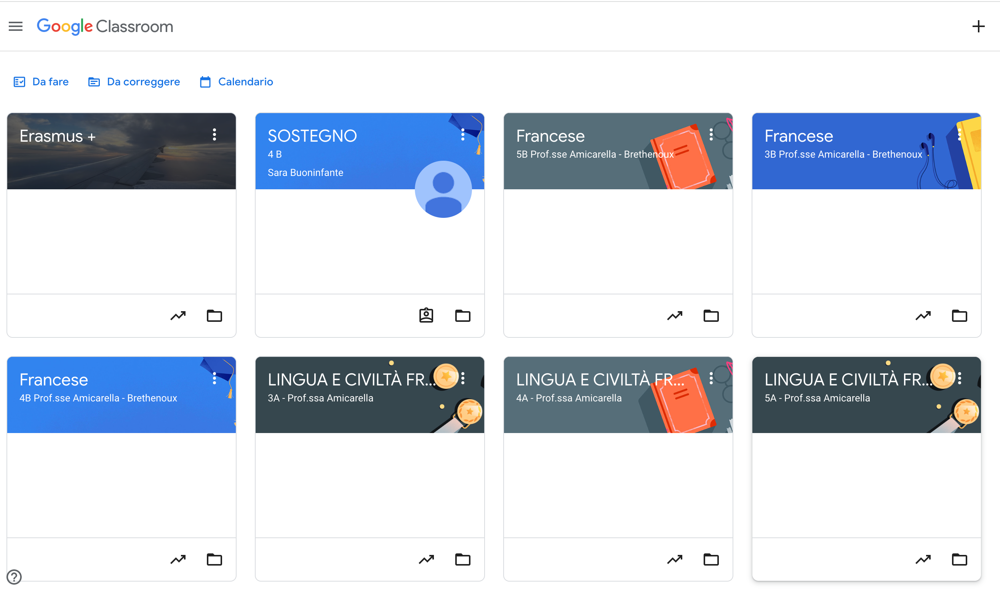 Google Classroom
Da fare Da correggere Calendario
Erasmus +
SOSTEGNO
4 B
Sara Buoninfante
Francese
5B Prof.sse Amicarella - Brethenoux
Francese
3B Prof.sse Amicarella - Brethenoux
Francese
4B Prof.sse Amicarella - Brethenoux
LINGUA E CIVILTÀ FR...
3A - Prof.ssa Amicarella
LINGUA E CIVILTÀ FR...
4A - Prof.ssa Amicarella
LINGUA E CIVILTÀ FR...
5A - Prof.ssa Amicarella